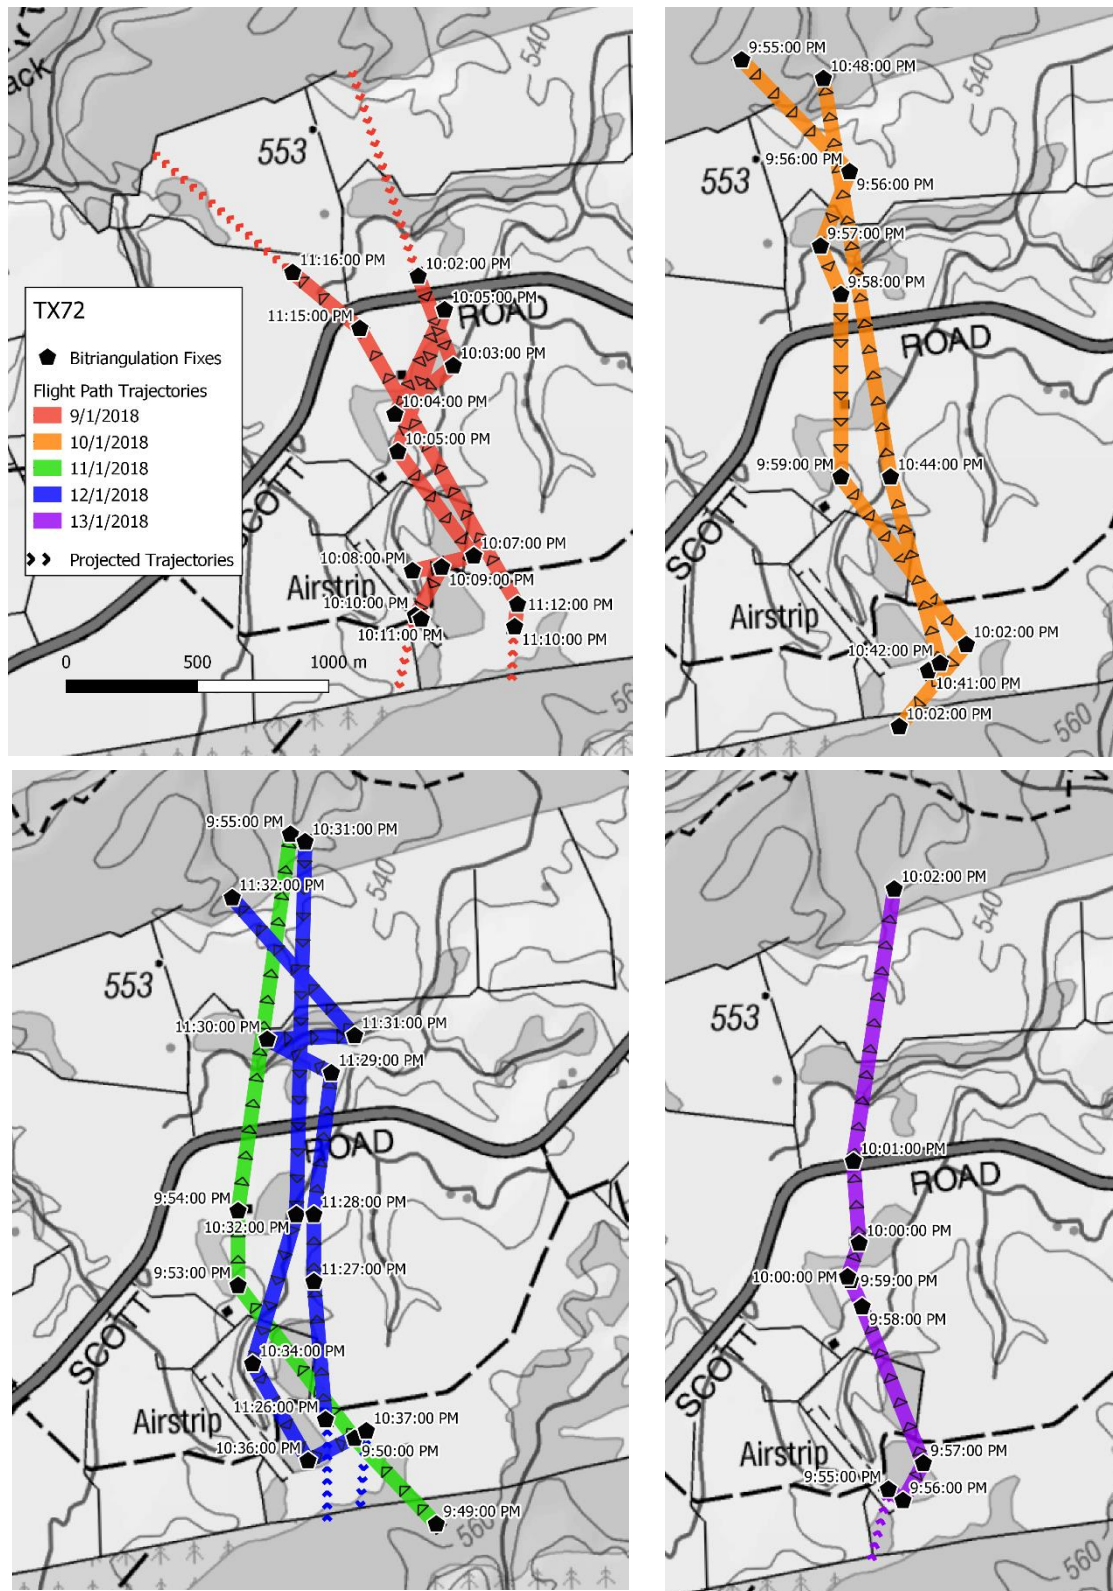 ack
553
540
11:16:00 PM
10:02:00 PM
10:05:00 PM
ROAD
11:15:00 PM
10:03:00 PM
10:04:00 PM
10:05:00 PM
TX72
Bitriangulation Fixes
Flight Path Trajectories
9/1/2018
10/1/2018
11/1/2018
12/1/2018
13/1/2018
Projected Trajectories
SCOTT
10:07:00 PM
10:08:00 PM
10:09:00 PM
Airstrip
10:10:00 PM
11:12:00 PM
10:11:00 PM
11:10:00 PM
0 500 1000 m
560
9:55:00 PM
10:48:00 PM
540
9:56:00 PM
9:56:00 PM
553
9:57:00 PM
9:58:00 PM
ROAD
9:59:00 PM
10:44:00 PM
SCOTT
Airstrip
10:02:00 PM
10:42:00 PM
10:41:00 PM
10:02:00 PM
560
9:55:00 PM
10:31:00 PM
11:32:00 PM
540
553
11:30:00 PM
11:31:00 PM
11:29:00 PM
ROAD
9:54:00 PM
10:32:00 PM
11:28:00 PM
9:53:00 PM
11:27:00 PM
SCOTT
10:34:00 PM
11:26:00 PM
Airstrip
10:37:00 PM
10:36:00 PM
9:50:00 PM
9:49:00 PM
560
10:02:00 PM
540
553
10:01:00 PM
ROAD
10:00:00 PM
10:00:00 PM
9:59:00 PM
9:58:00 PM
SCOTT
Airstrip
9:57:00 PM
9:55:00 PM
9:56:00 PM